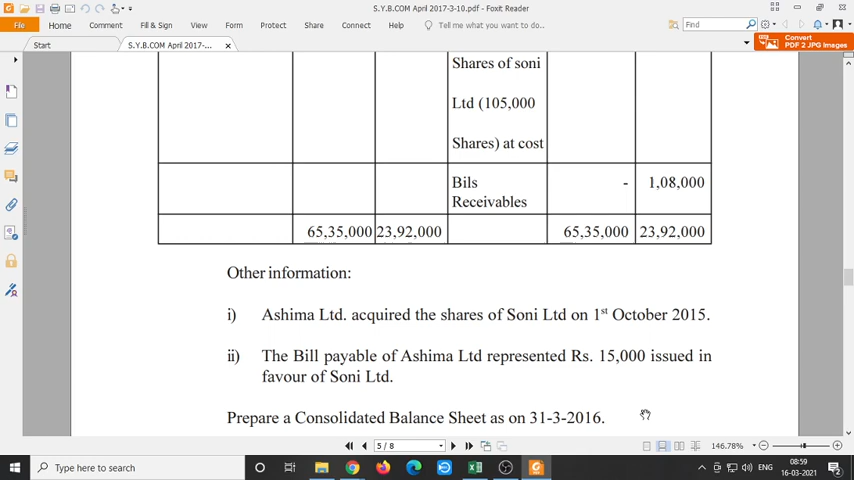 S.Y.B.COM April 2017-3-10.pdf - Foxit Reader
File Home Comment Fill & Sign View Form Protect Share Connect Help Tell me what you want to do.. Find
Start S.Y.B.COM April 2017-... Convert
PDF 2 JPG Images
Shares of soni
Ltd (105,000
Shares) at cost
Bils - 1,08,000
Receivables
65,35,000 23,92,000 65,35,000 23,92,000
Other information:
i) Ashima Ltd. acquired the shares of Soni Ltd on 1st October 2015.
ii) The Bill payable of Ashima Ltd represented Rs. 15,000 issued in
favour of Soni Ltd.
Prepare a Consolidated Balance Sheet as on 31-3-2016.
5 / 8 146.78%
Type here to search ENG 08:59
16-03-2021 2